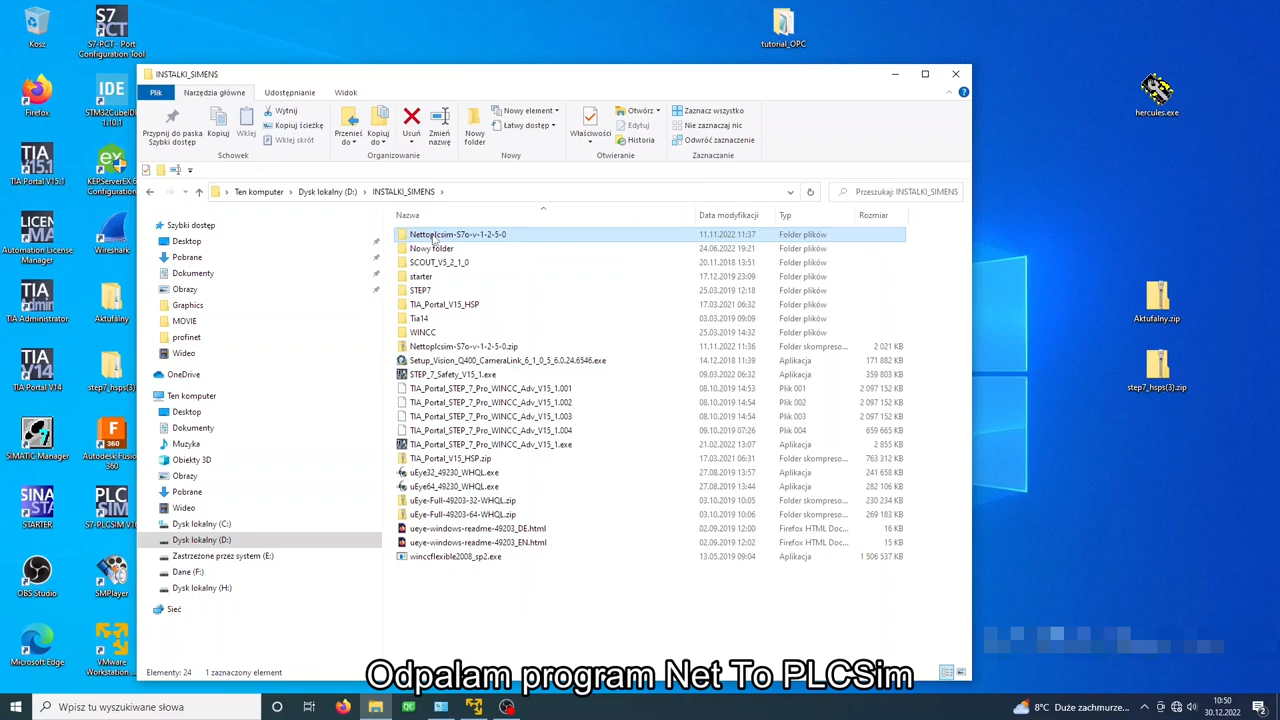 Kosz
S7-PCT - Port
Configuration Tool
tutorial_OPC
INSTALKI_SIMENS
Plik
Narzędzia główne
Udostępnianie
Widok
Przypnij do paska
Szybki dostęp
Kopiuj
Wklej
Wytnij
Kopiuj ścieżkę
Wklej skrót
Przenieś
do
Kopiuj
do
Usuń
Zmień
nazwę
Nowy
folder
Nowy element
Łatwy dostęp
Właściwości
Otwórz
Edytuj
Historia
Zaznacz wszystko
Nie zaznaczaj nic
Odwróć zaznaczenie
Schowek
Organizowanie
Nowy
Otwieranie
Zaznaczanie
Firefox
STM32CubeIDE
1.10.1
hercules.exe
TIA Portal V15.1
KEPServerEX 6
Configuration...
Ten komputer
Dysk lokalny (D:)
INSTALKI_SIMENS
Przeszukaj: INSTALKI_SIMENS
Nazwa
Data modyfikacji
Typ
Rozmiar
Szybki dostęp
Desktop
Pobrane
Dokumenty
Obrazy
Graphics
MOVIE
profinet
Video
OneDrive
Ten komputer
Desktop
Dokumenty
Muzyka
Obiekty 3D
Obrazy
Pobrane
Video
Dysk lokalny (C:)
Dysk lokalny (D:)
Zastrzeżone przez system (E:)
Dane (F:)
Dysk lokalny (H:)
Sieć
Nettoplcsim-S7o-v-1-2-5-0 11.11.2022 11:37 Folder plików
Nowy folder 24.06.2022 19:21 Folder plików
SCOUT_V5_2_1_0 20.11.2018 13:51 Folder plików
starter 17.12.2019 23:09 Folder plików
STEP7 25.03.2019 12:18 Folder plików
TIA_Portal_V15_HSP 17.03.2021 06:32 Folder plików
Tia14 03.03.2019 09:09 Folder plików
WINCC 25.03.2019 14:32 Folder plików
Nettoplcsim-S7o-v-1-2-5-0.zip 11.11.2022 11:36 Folder skompreso... 2 021 KB
Setup_Vision_Q400_CameraLink_6_1_0_5_6.0.24.6546.exe 14.12.2018 11:39 Aplikacja 171 882 KB
STEP_7_Safety_V15_1.exe 09.03.2022 06:32 Aplikacja 359 803 KB
TIA_Portal_STEP_7_Pro_WINCC_Adv_V15_1.001 08.10.2019 14:53 Plik 001 2 097 152 KB
TIA_Portal_STEP_7_Pro_WINCC_Adv_V15_1.002 08.10.2019 14:54 Plik 002 2 097 152 KB
TIA_Portal_STEP_7_Pro_WINCC_Adv_V15_1.003 08.10.2019 14:54 Plik 003 2 097 152 KB
TIA_Portal_STEP_7_Pro_WINCC_Adv_V15_1.004 09.10.2019 07:26 Plik 004 659 665 KB
TIA_Portal_STEP_7_Pro_WINCC_Adv_V15_1.exe 21.02.2022 13:07 Aplikacja 2 855 KB
TIA_Portal_V15_HSP.zip 17.03.2021 06:31 Folder skompreso... 763 312 KB
uEye32_49230_WHQL.exe 27.08.2019 13:57 Aplikacja 241 658 KB
uEye64_49230_WHQL.exe 27.08.2019 13:44 Aplikacja 282 106 KB
uEye-Full-49203-32-WHQL.zip 03.10.2019 10:05 Folder skompreso... 230 234 KB
uEye-Full-49203-64-WHQL.zip 03.10.2019 10:06 Folder skompreso... 269 183 KB
ueye-windows-readme-49203_DE.html 02.09.2019 12:00 Firefox HTML Doc... 16 KB
ueye-windows-readme-49203_EN.html 02.09.2019 12:02 Firefox HTML Doc... 16 KB
winccflexible2008_sp2.exe 13.05.2019 09:04 Aplikacja 1 506 537 KB
Automation
License Manager
Wireshark
TIA Administrator
Aktufalny
Aktufalny.zip
TIA Portal V14
step7_hsps(3)
step7_hsps(3).zip
SIMATIC Manager
Autodesk Fusion
360
STARTER
S7-PLCSIM V16
OBS Studio
SMPlayer
Microsoft Edge
VMware
Workstation ...
Elementy: 24
1 zaznaczony element
Odpalam program Net To PLCSim
Wpisz tu wyszukiwane słowa
8°C Duże zachmurze...
10:50
30.12.2022
2